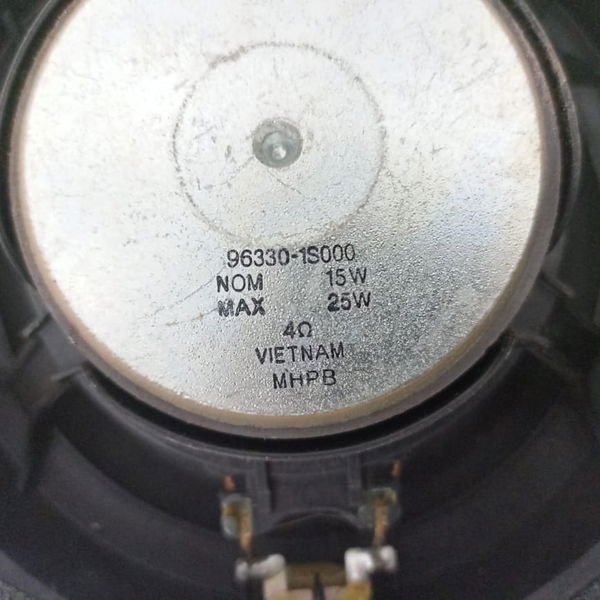 96330-1S000
NOM 15W
MAX 25W
4Ω
VIETNAM
MHPB